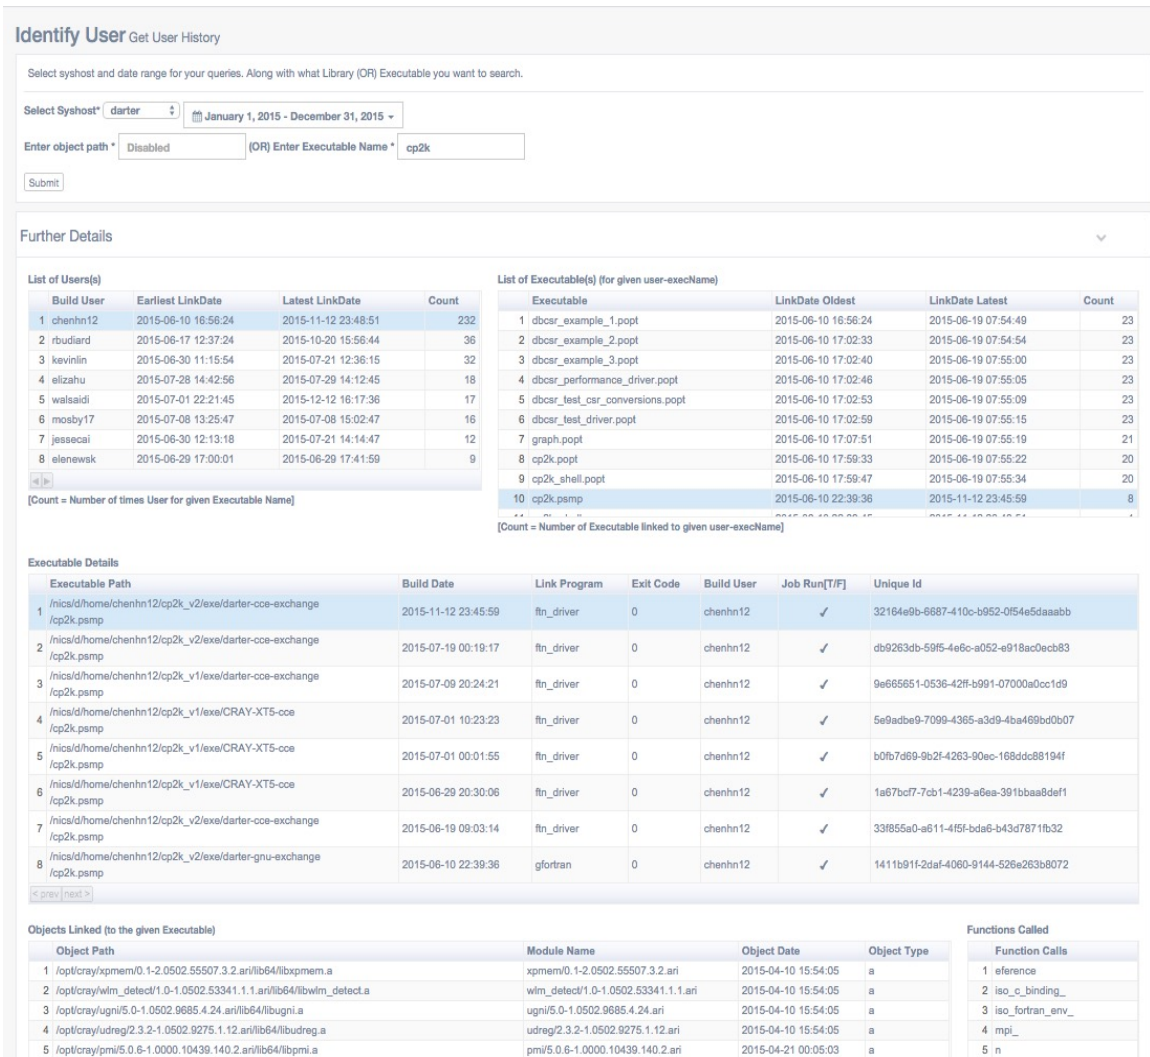 Identify User Get User History
Select syshost and date range for your queries. Along with what Library (OR) Executable you want to search.
Select Syshost* darter January 1, 2015 - December 31, 2015
Enter object path * Disabled (OR) Enter Executable Name * cp2k
Submit
Further Details
List of Users(s)
Build User Earliest LinkDate Latest LinkDate Count
1 chenhn12 2015-06-10 16:56:24 2015-11-12 23:48:51 232
2 rbudiard 2015-06-17 12:37:24 2015-10-20 15:56:44 36
3 kevinlin 2015-06-30 11:15:54 2015-07-21 12:36:15 32
4 elizahu 2015-07-28 14:42:56 2015-07-29 14:12:45 18
5 walsaidi 2015-07-01 22:21:45 2015-12-12 16:17:36 17
6 mosby17 2015-07-08 13:25:47 2015-07-08 15:02:47 16
7 jessecai 2015-06-30 12:13:18 2015-07-21 14:14:47 12
8 elenewsk 2015-06-29 17:00:01 2015-06-29 17:41:59 9
[Count = Number of times User for given Executable Name]
List of Executable(s) (for given user-execName)
Executable LinkDate Oldest LinkDate Latest Count
1 dbcsr_example_1.popt 2015-06-10 16:56:24 2015-06-19 07:54:49 23
2 dbcsr_example_2.popt 2015-06-10 17:02:33 2015-06-19 07:54:54 23
3 dbcsr_example_3.popt 2015-06-10 17:02:40 2015-06-19 07:55:00 23
4 dbcsr_performance_driver.popt 2015-06-10 17:02:46 2015-06-19 07:55:05 23
5 dbcsr_test_csr_conversions.popt 2015-06-10 17:02:53 2015-06-19 07:55:09 23
6 dbcsr_test_driver.popt 2015-06-10 17:02:59 2015-06-19 07:55:15 23
7 graph.popt 2015-06-10 17:07:51 2015-06-19 07:55:19 21
8 cp2k.popt 2015-06-10 17:59:33 2015-06-19 07:55:22 20
9 cp2k_shell.popt 2015-06-10 17:59:47 2015-06-19 07:55:34 20
10 cp2k.psmp 2015-06-10 22:39:36 2015-11-12 23:45:59 8
[Count = Number of Executable linked to given user-execName]
Executable Details
Executable Path Build Date Link Program Exit Code Build User Job Run[T/F] Unique Id
1 /nics/d/home/chenhn12/cp2k_v2/exe/darter-cce-exchange
/cp2k.psmp 2015-11-12 23:45:59 ftn_driver 0 chenhn12 ✓ 32164e9b-6687-410c-b952-0f54e5daaabb
2 /nics/d/home/chenhn12/cp2k_v2/exe/darter-cce-exchange
/cp2k.psmp 2015-07-19 00:19:17 ftn_driver 0 chenhn12 ✓ db9263db-59f5-4e6c-a052-e918ac0ecb83
3 /nics/d/home/chenhn12/cp2k_v1/exe/darter-cce-exchange
/cp2k.psmp 2015-07-09 20:24:21 ftn_driver 0 chenhn12 ✓ 9e665651-0536-42ff-b991-07000a0cc1d9
4 /nics/d/home/chenhn12/cp2k_v1/exe/CRAY-XT5-cce
/cp2k.psmp 2015-07-01 10:23:23 ftn_driver 0 chenhn12 ✓ 5e9adbe9-7099-4365-a3d9-4ba469bd0b07
5 /nics/d/home/chenhn12/cp2k_v1/exe/CRAY-XT5-cce
/cp2k.psmp 2015-07-01 00:01:55 ftn_driver 0 chenhn12 ✓ b0fb7d69-9b2f-4263-90ec-168ddc88194f
6 /nics/d/home/chenhn12/cp2k_v1/exe/CRAY-XT5-cce
/cp2k.psmp 2015-06-29 20:30:06 ftn_driver 0 chenhn12 ✓ 1a67bcf7-7cb1-4239-a6ea-391bbaa8def1
7 /nics/d/home/chenhn12/cp2k_v2/exe/darter-cce-exchange
/cp2k.psmp 2015-06-19 09:03:14 ftn_driver 0 chenhn12 ✓ 33f855a0-a611-4f5f-bda6-b43d7871fb32
8 /nics/d/home/chenhn12/cp2k_v2/exe/darter-gnu-exchange
/cp2k.psmp 2015-06-10 22:39:36 gfortran 0 chenhn12 ✓ 1411b91f-2daf-4060-9144-526e263b8072
< prev next >
Objects Linked (to the given Executable)
Object Path Module Name Object Date Object Type
1 /opt/cray/xpmem/0.1-2.0502.55507.3.2.ari/lib64/libxpmem.a xpmem/0.1-2.0502.55507.3.2.ari 2015-04-10 15:54:05 a
2 /opt/cray/wlm_detect/1.0-1.0502.53341.1.1.ari/lib64/libwlm_detect.a wlm_detect/1.0-1.0502.53341.1.1.ari 2015-04-10 15:54:05 a
3 /opt/cray/ugni/5.0-1.0502.9685.4.24.ari/lib64/libugni.a ugni/5.0-1.0502.9685.4.24.ari 2015-04-10 15:54:05 a
4 /opt/cray/udreg/2.3.2-1.0502.9275.1.12.ari/lib64/libudreg.a udreg/2.3.2-1.0502.9275.1.12.ari 2015-04-10 15:54:05 a
5 /opt/cray/pmi/5.0.6-1.0000.10439.140.2.ari/lib64/libpmi.a pmi/5.0.6-1.0000.10439.140.2.ari 2015-04-21 00:05:03 a
Functions Called
Function Calls
1 eference
2 iso_c_binding_
3 iso_fortran_env_
4 mpi_
5 n